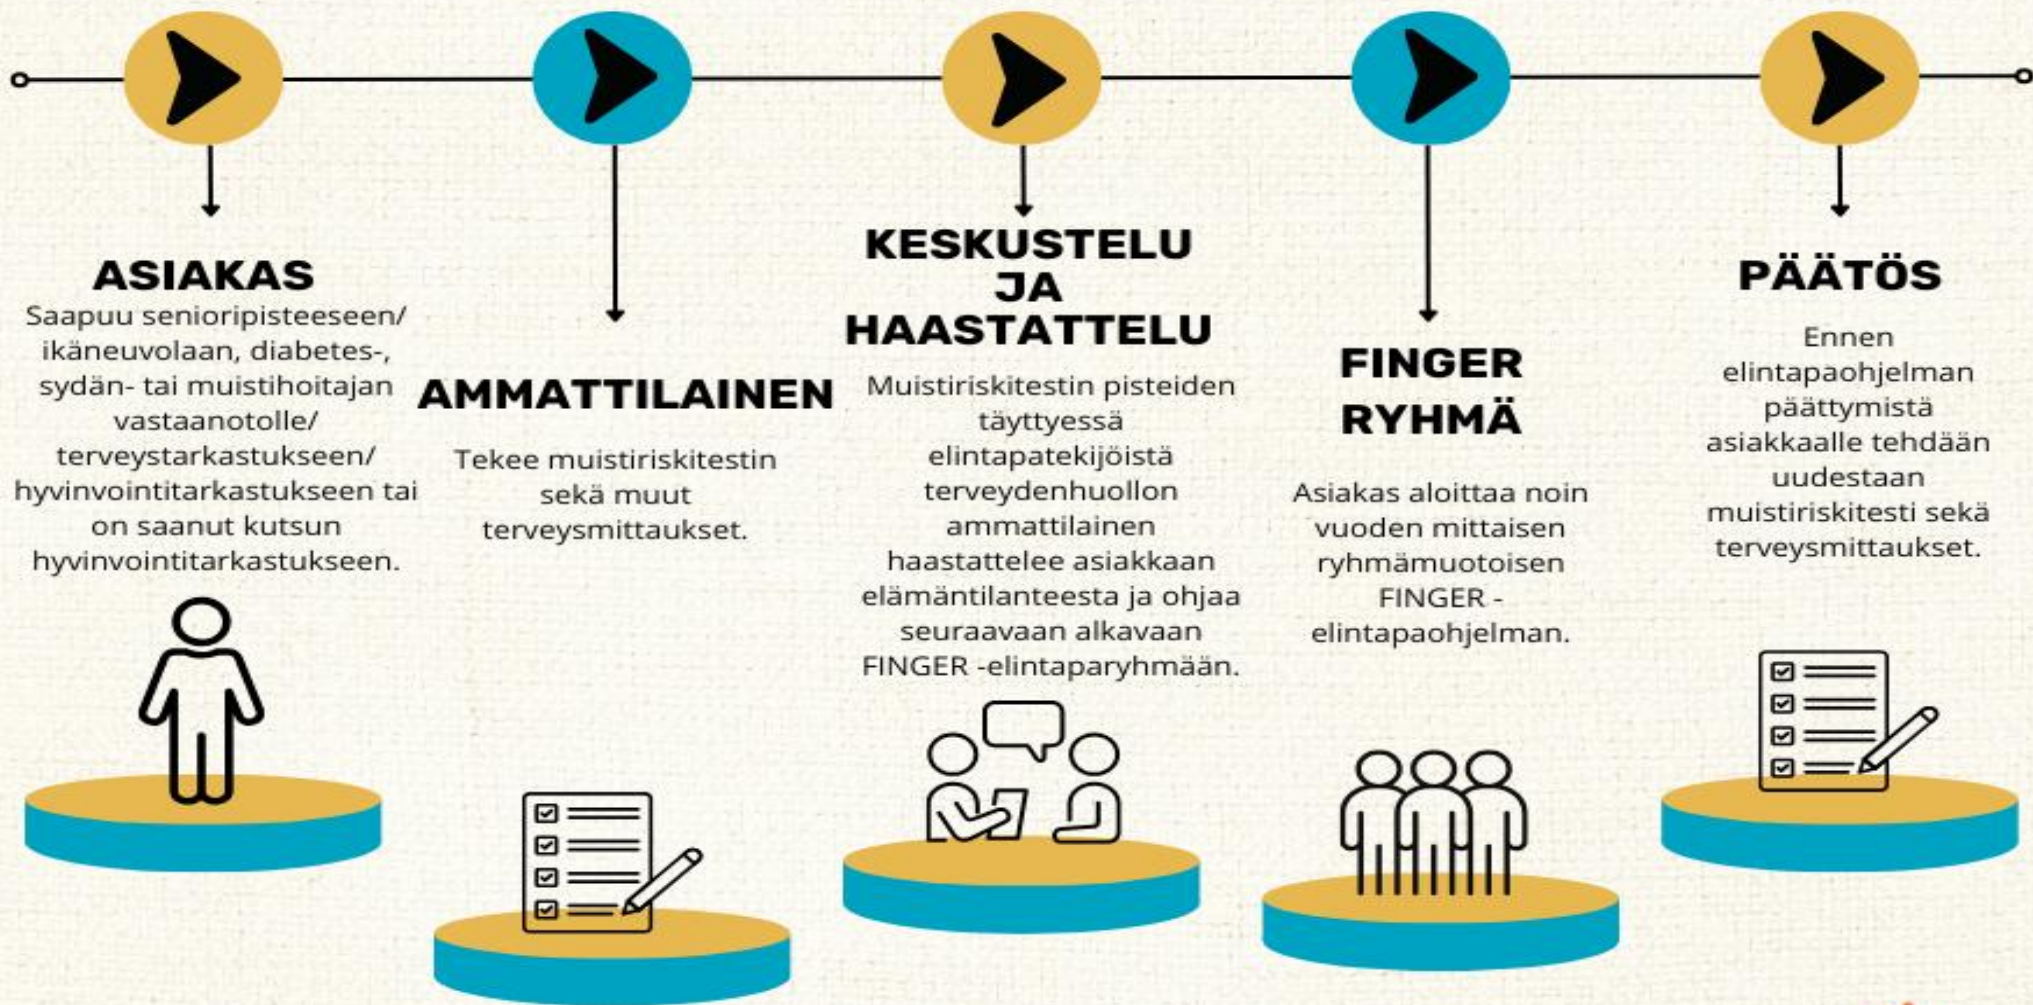 ASIAKAS
Saapuu senioripisteeseen/
ikäneuvolaan, diabetes-,
sydän- tai muistihoitajan
vastaanotolle/
terveystarkastukseen/
hyvinvointitarkastukseen tai
on saanut kutsun
hyvinvointitarkastukseen.
AMMATTILAINEN
Tekee muistiriskitestin
sekä muut
terveysmittaukset.
KESKUSTELU
JA
HAASTATTELU
Muistiriskitestin pisteiden
täyttyessä
elintapatekijöistä
terveydenhuollon
ammattilainen
haastattelee asiakkaan
elämäntilanteesta ja ohjaa
seuraavaan alkavaan
FINGER -elintaparyhmään.
FINGER
RYHMÄ
Asiakas aloittaa noin
vuoden mittaisen
ryhmämuotoisen
FINGER -
elintapaohjelman.
PÄÄTÖS
Ennen
elintapaohjelman
päättymistä
asiakkaalle tehdään
uudestaan
muistiriskitesti sekä
terveysmittaukset.